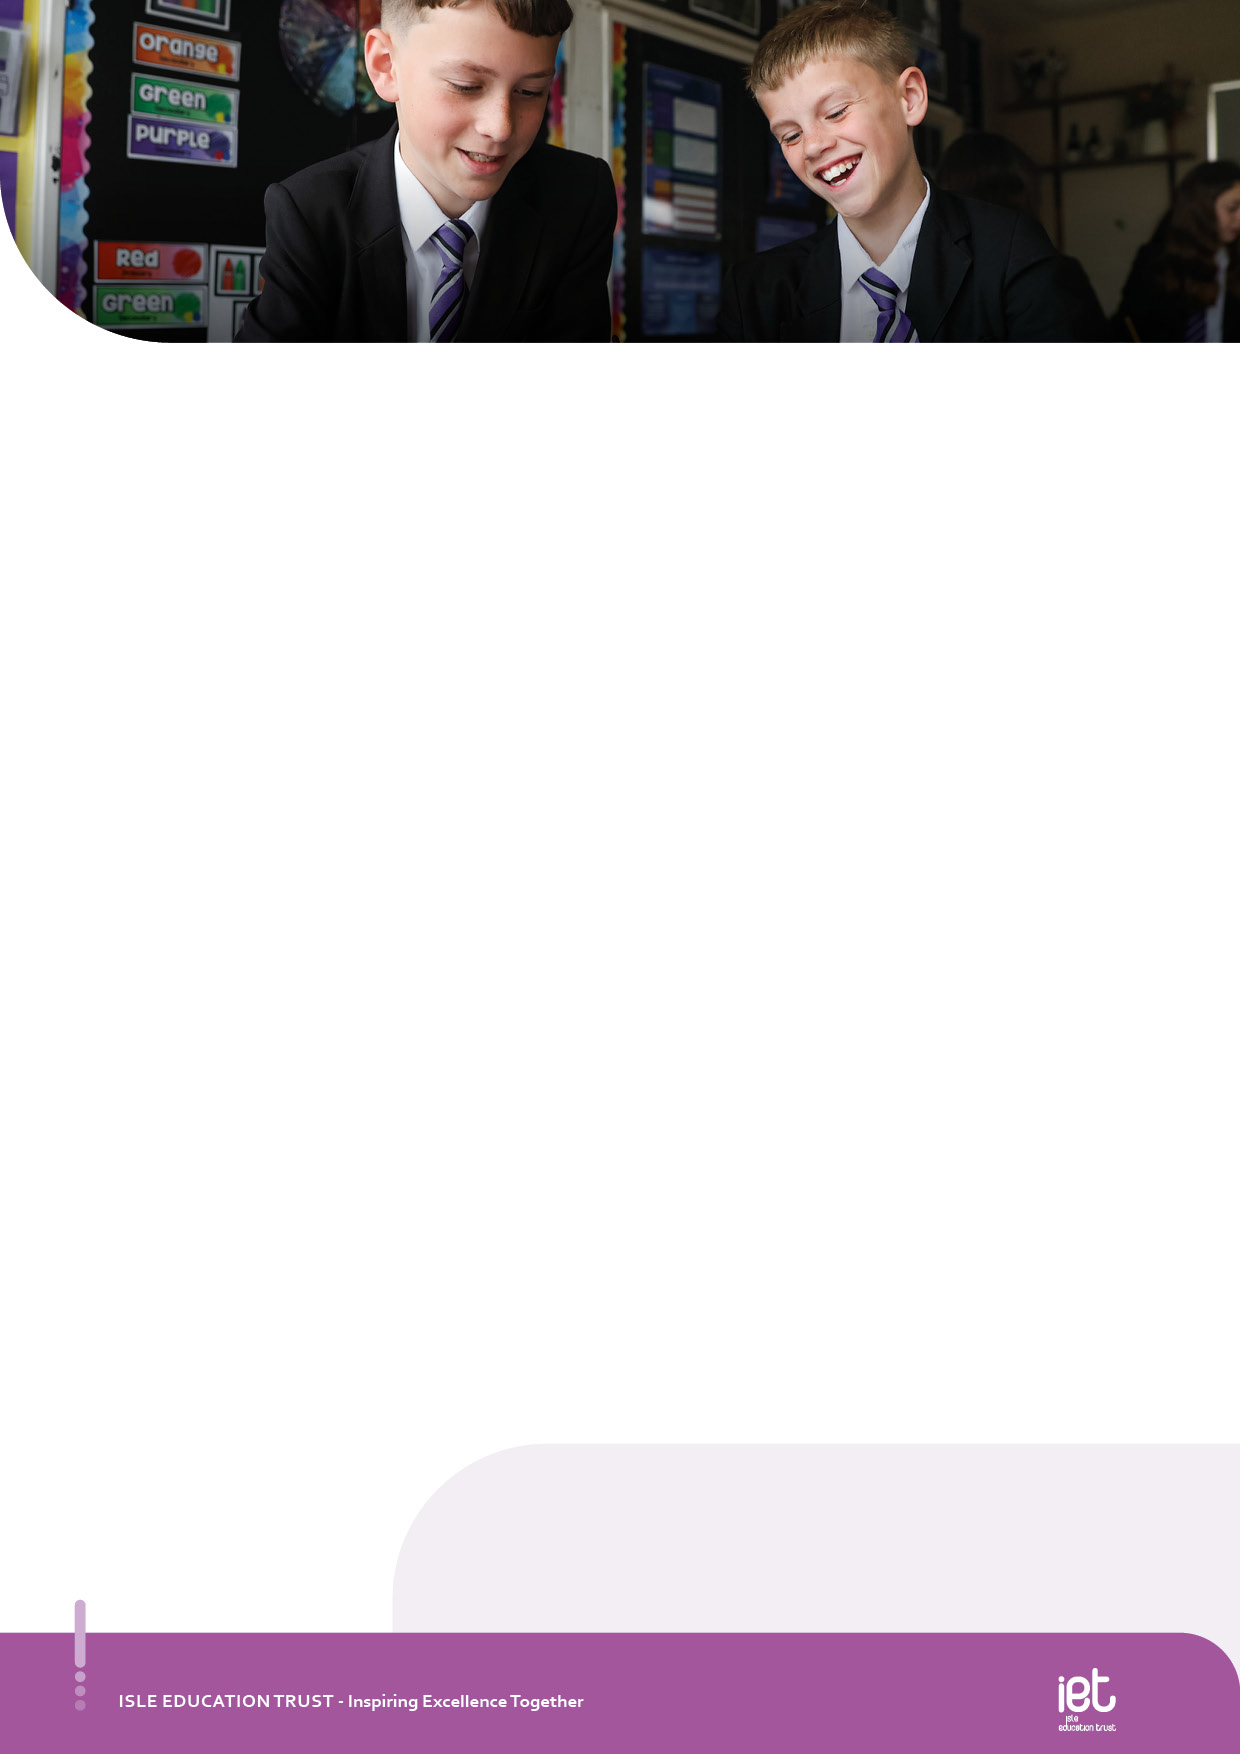 Orange
Green
PURPLE
Red
Green
ISLE EDUCATION TRUST - Inspiring Excellence Together
iet
isle
education trust